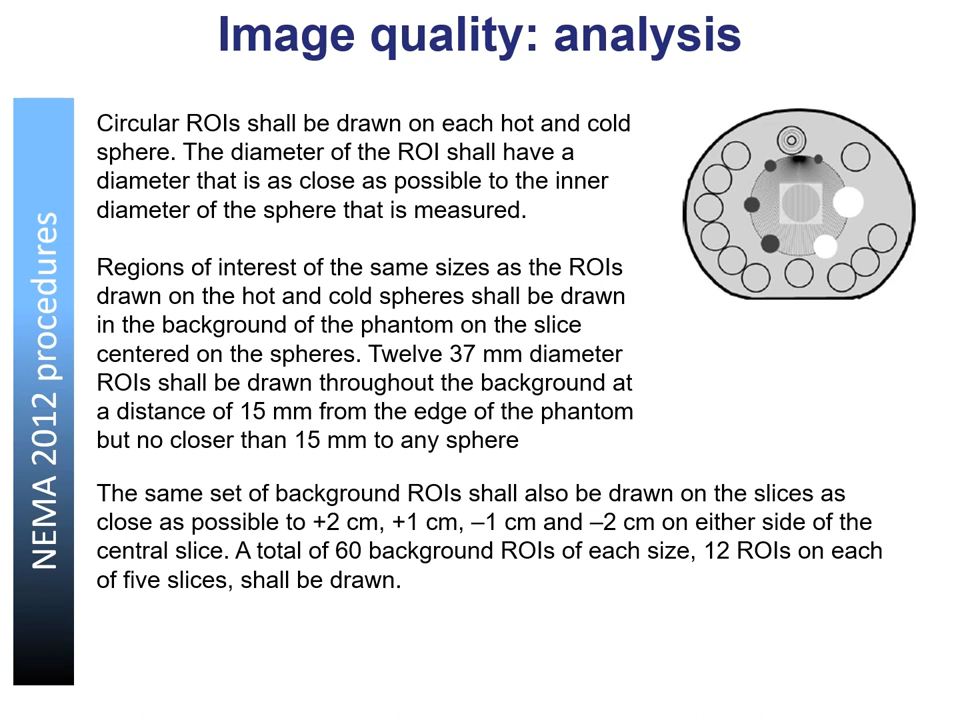 Image quality: analysis
NEMA 2012 procedures
Circular ROIs shall be drawn on each hot and cold
sphere. The diameter of the ROI shall have a
diameter that is as close as possible to the inner
diameter of the sphere that is measured.
Regions of interest of the same sizes as the ROIs
drawn on the hot and cold spheres shall be drawn
in the background of the phantom on the slice
centered on the spheres. Twelve 37 mm diameter
ROIs shall be drawn throughout the background at
a distance of 15 mm from the edge of the phantom
but no closer than 15 mm to any sphere
The same set of background ROIs shall also be drawn on the slices as
close as possible to +2 cm, +1 cm, –1 cm and –2 cm on either side of the
central slice. A total of 60 background ROIs of each size, 12 ROIs on each
of five slices, shall be drawn.